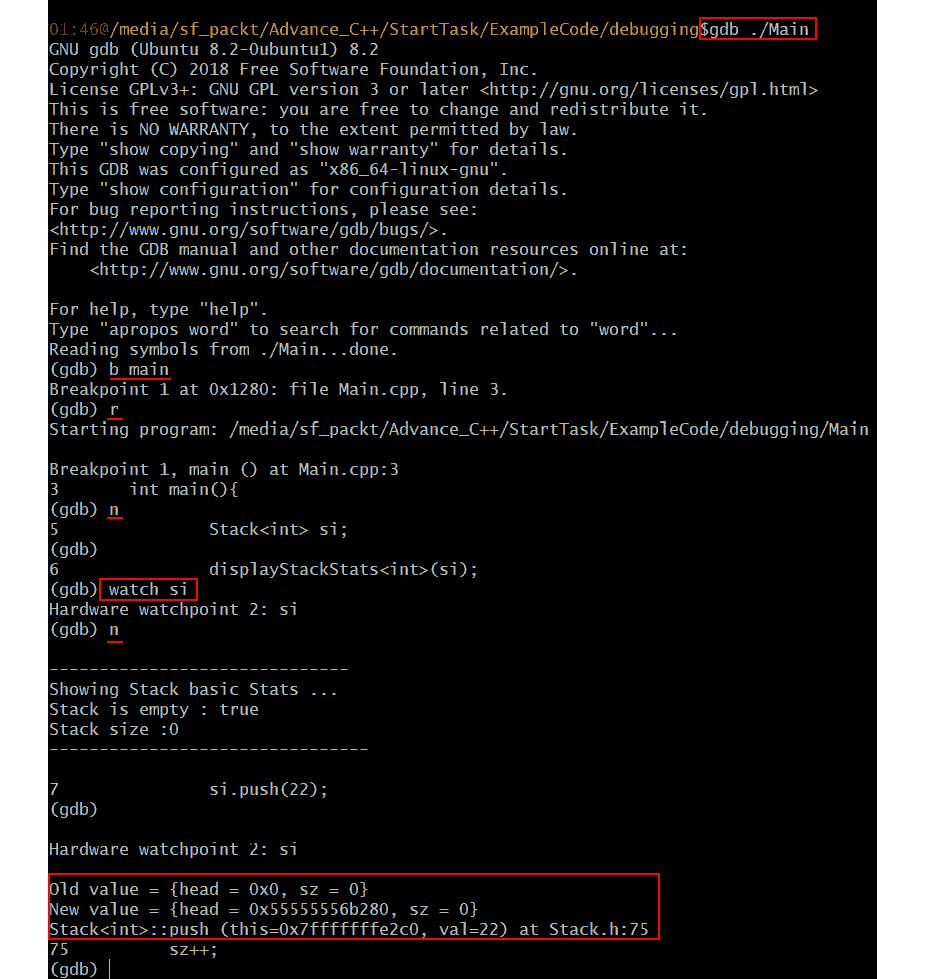 01:46@/media/sf_packt/Advance_C++/StartTask/ExampleCode/debugging$gdb ./Main
GNU gdb (Ubuntu 8.2-0ubuntu1) 8.2
Copyright (C) 2018 Free Software Foundation, Inc.
License GPLv3+: GNU GPL version 3 or later <http://gnu.org/licenses/gpl.html>
This is free software: you are free to change and redistribute it.
There is NO WARRANTY, to the extent permitted by law.
Type "show copying" and "show warranty" for details.
This GDB was configured as "x86_64-linux-gnu".
Type "show configuration" for configuration details.
For bug reporting instructions, please see:
<http://www.gnu.org/software/gdb/bugs/>.
Find the GDB manual and other documentation resources online at:
    <http://www.gnu.org/software/gdb/documentation/>.

For help, type "help".
Type "apropos word" to search for commands related to "word"...
Reading symbols from ./Main...done.
(gdb) b main
Breakpoint 1 at 0x1280: file Main.cpp, line 3.
(gdb) r
Starting program: /media/sf_packt/Advance_C++/StartTask/ExampleCode/debugging/Main

Breakpoint 1, main () at Main.cpp:3
3       int main(){
(gdb) n
5               Stack<int> si;
(gdb)
6               displayStackStats<int>(si);
(gdb) watch si
Hardware watchpoint 2: si
(gdb) n

------------------------------
Showing Stack basic Stats ...
Stack is empty : true
Stack size :0
--------------------------------

7               si.push(22);
(gdb)

Hardware watchpoint 2: si

Old value = {head = 0x0, sz = 0}
New value = {head = 0x55555556b280, sz = 0}
Stack<int>::push (this=0x7fffffffe2c0, val=22) at Stack.h:75
75          sz++;
(gdb)